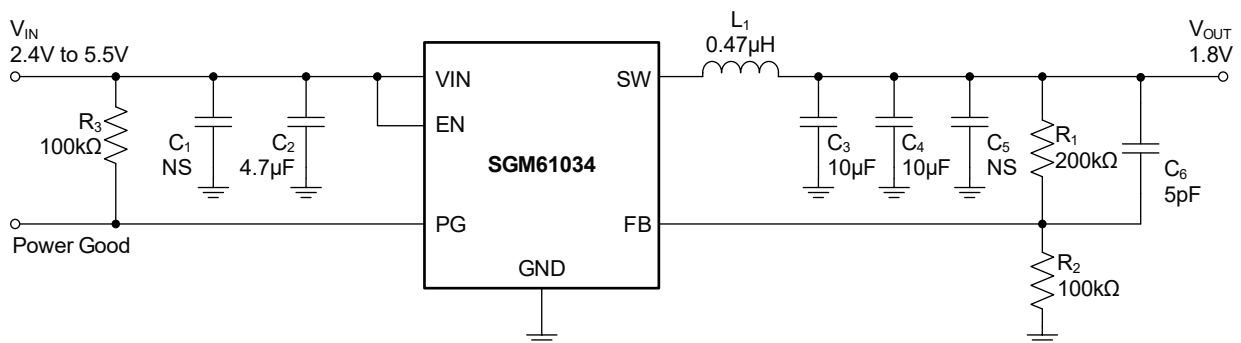 VIN
2.4V to 5.5V
R3
100kΩ
C1
NS
C2
4.7μF
Power Good
VIN
EN
PG
SGM61034
GND
SW
FB
L1
0.47μH
C3
10μF
C4
10μF
C5
NS
R1
200kΩ
C6
5pF
R2
100kΩ
VOUT
1.8V